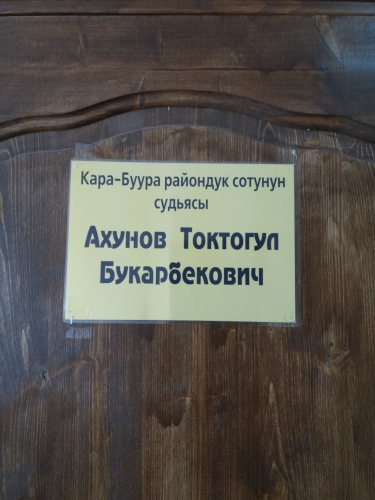 Кара-Буура райондук сотунун
судьясы
Ахунов Токтогул
Букарбекович